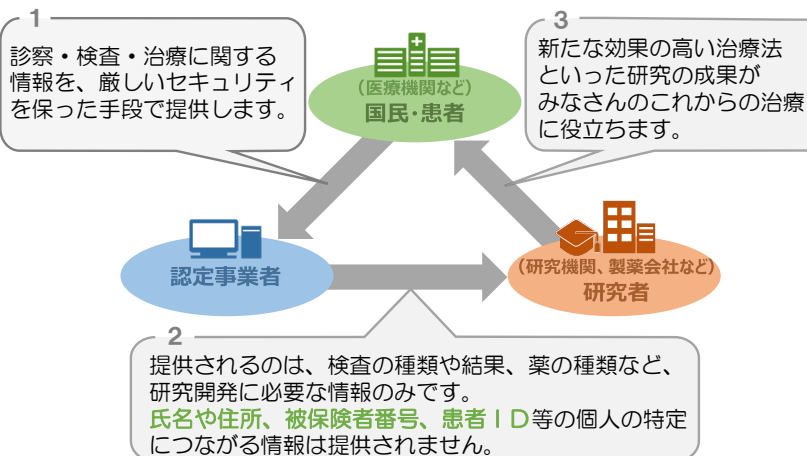 1
診察・検査・治療に関する
情報を、厳しいセキュリティ
を保った手段で提供します。
(医療機関など)
国民・患者
3
新たな効果の高い治療法
といった研究の成果が
みなさんのこれからの治療
に役立ちます。
認定事業者
(研究機関、製薬会社など)
研究者
2
提供されるのは、検査の種類や結果、薬の種類など、
研究開発に必要な情報のみです。
氏名や住所、被保険者番号、患者ID等の個人の特定
につながる情報は提供されません。